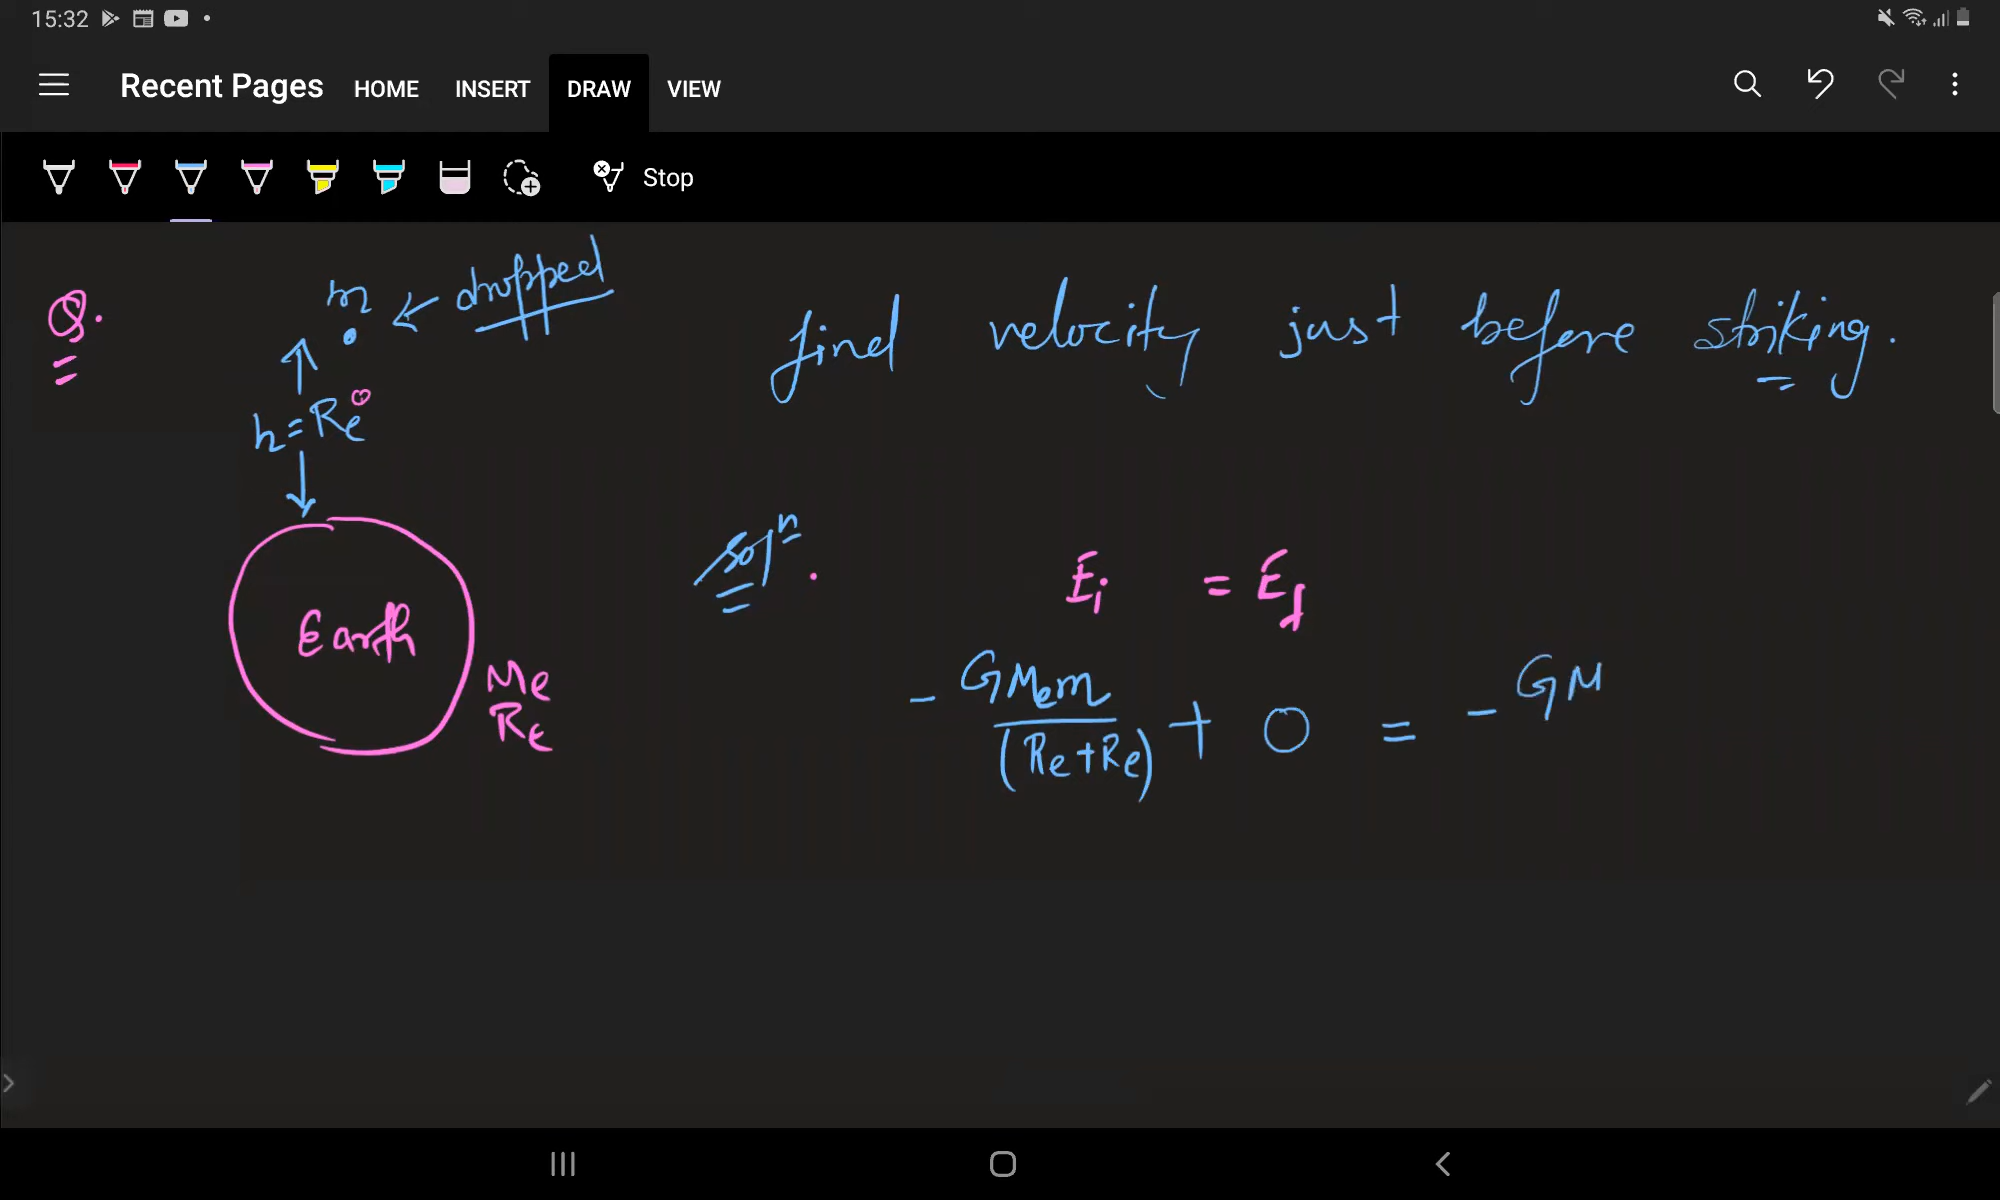 15:32
Recent Pages HOME INSERT DRAW VIEW
Stop
Q.
m ← dropped
find velocity just before striking.
h = Re
Earth
Me
Re
solⁿ.
Ei = Ef
- GMem/(Re+Re) + 0 = - GM